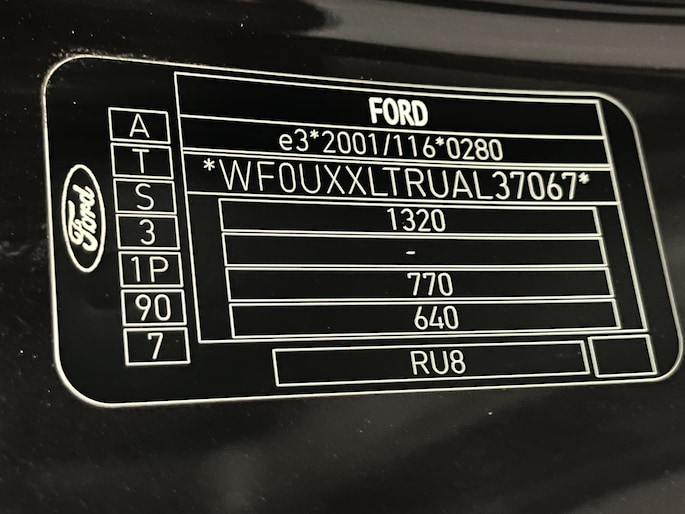 FORD
e3*2001/116*0280
*WF0UXXLTRUAL37067*
1320
-
770
640
RU8
A
T
S
3
1P
90
7
Ford